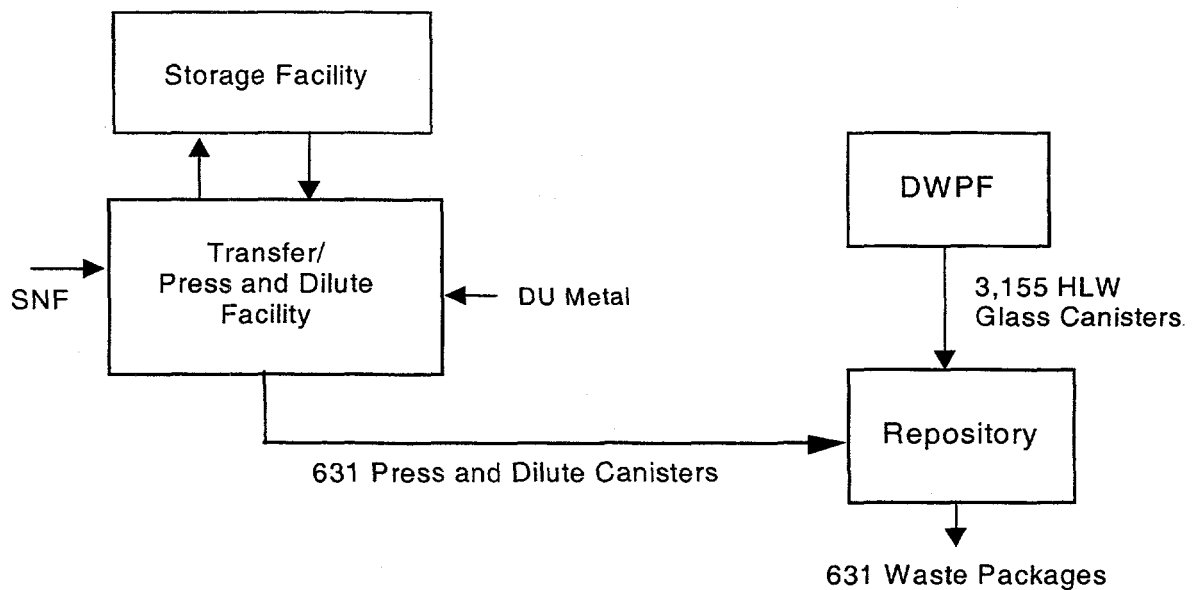 Storage Facility
DWPF
Transfer/
Press and Dilute
Facility
SNF
DU Metal
3,155 HLW
Glass Canisters
Repository
631 Press and Dilute Canisters
631 Waste Packages